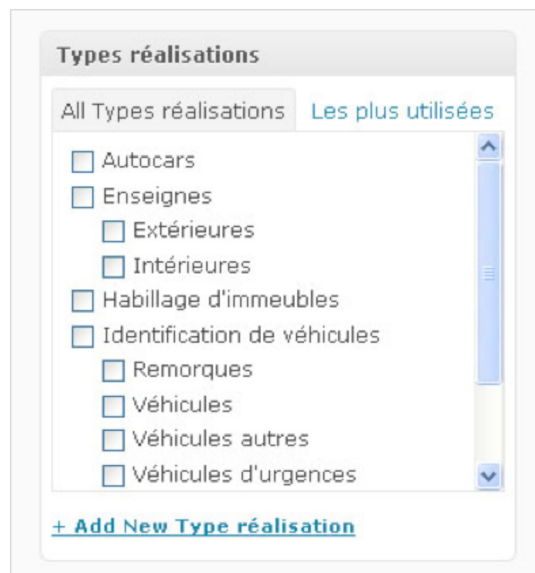 Types réalisations
All Types réalisations Les plus utilisées
Autocars
Enseignes
Extérieures
Intérieures
Habillage d'immeubles
Identification de véhicules
Remorques
Véhicules
Véhicules autres
Véhicules d'urgences
+ Add New Type réalisation